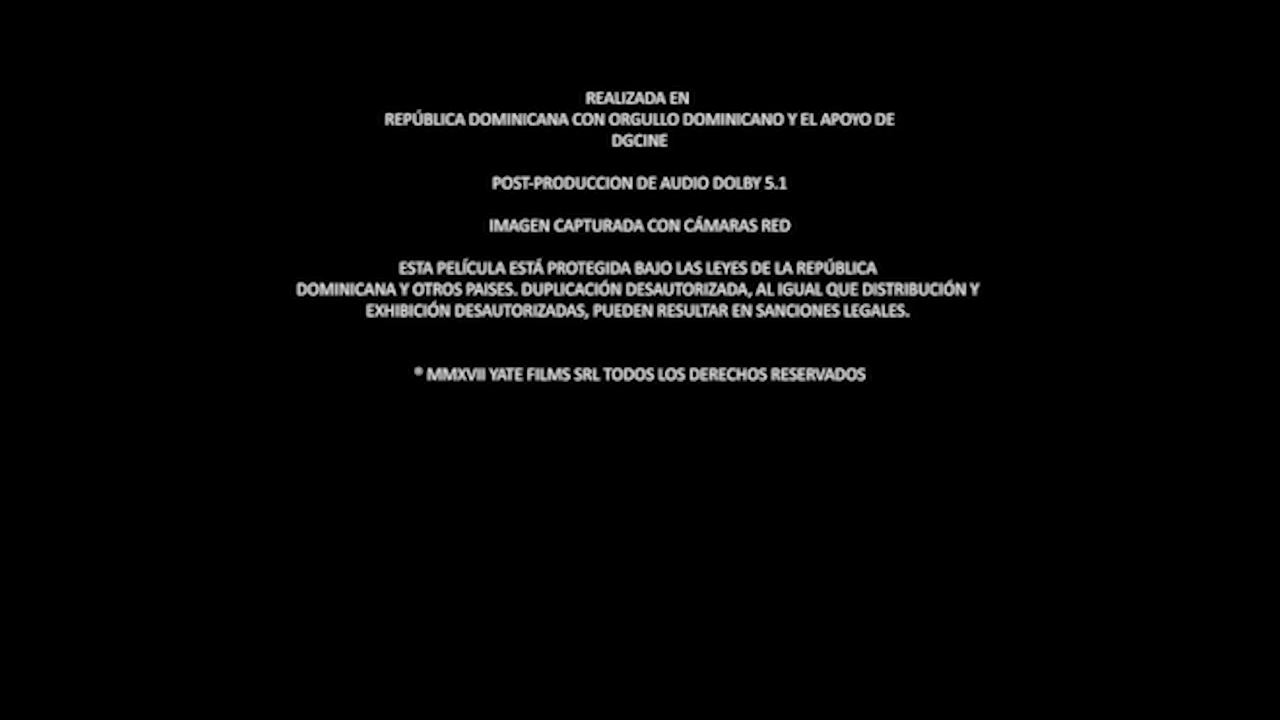 REALIZADA EN
REPÚBLICA DOMINICANA CON ORGULLO DOMINICANO Y EL APOYO DE
DGCINE
POST-PRODUCCION DE AUDIO DOLBY 5.1
IMAGEN CAPTURADA CON CÁMARAS RED
ESTA PELÍCULA ESTÁ PROTEGIDA BAJO LAS LEYES DE LA REPÚBLICA
DOMINICANA Y OTROS PAISES. DUPLICACIÓN DESAUTORIZADA, AL IGUAL QUE DISTRIBUCIÓN Y
EXHIBICIÓN DESAUTORIZADAS, PUEDEN RESULTAR EN SANCIONES LEGALES.
® MMXVII YATE FILMS SRL TODOS LOS DERECHOS RESERVADOS